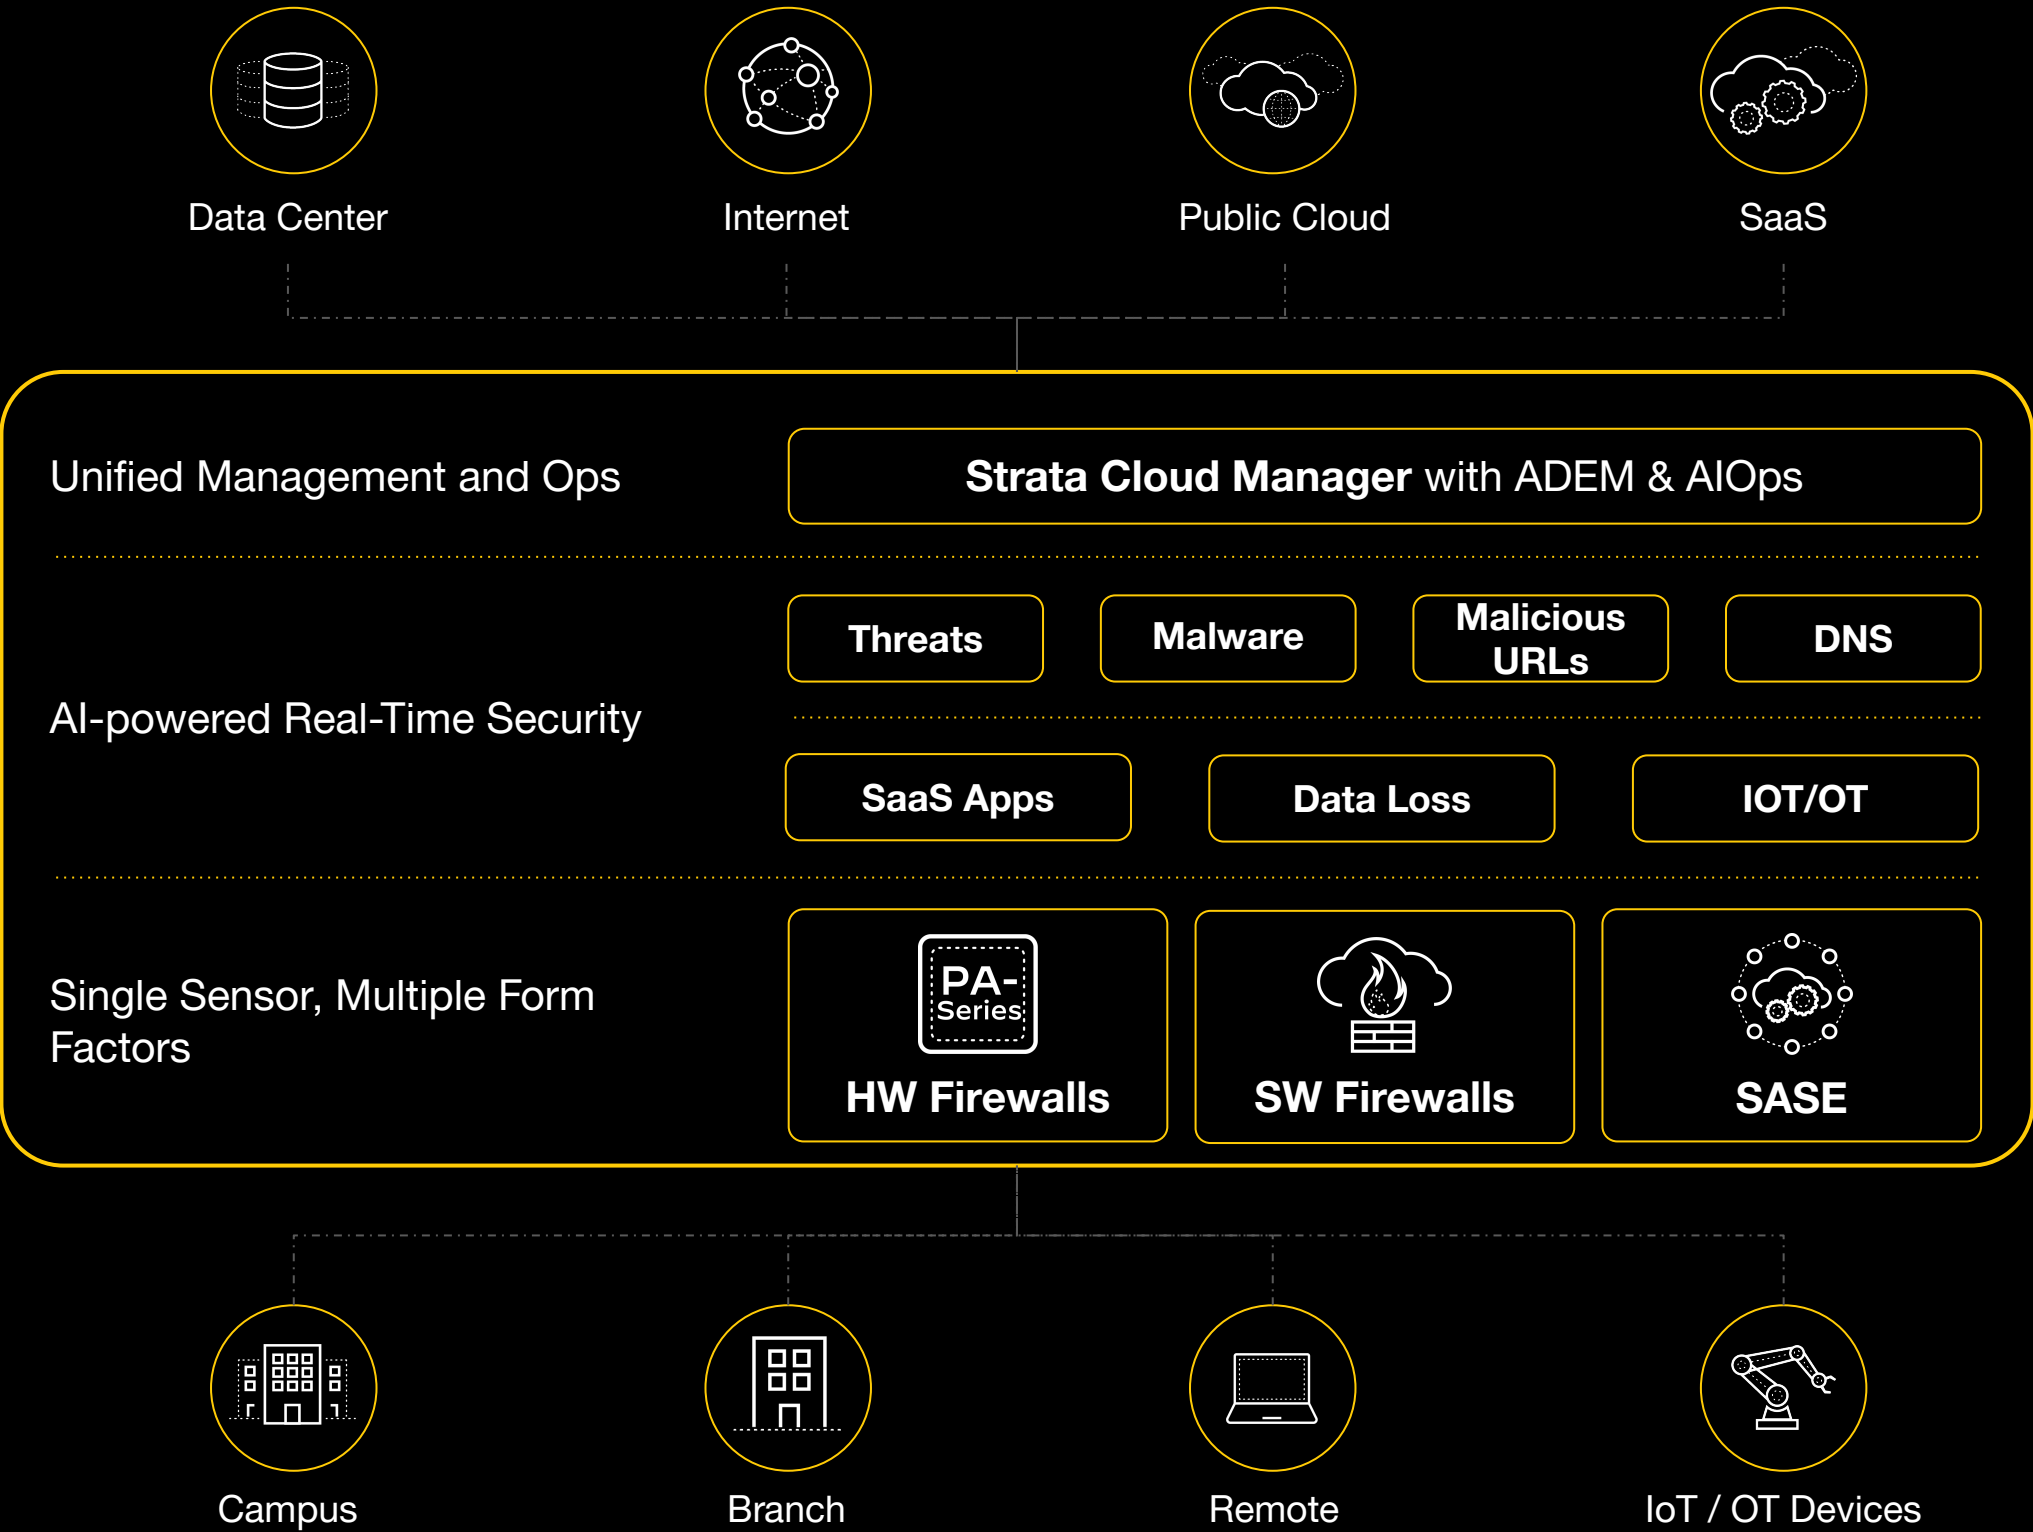 Data Center
Internet
Public Cloud
SaaS
Unified Management and Ops
Strata Cloud Manager with ADEM & AIOps
AI-powered Real-Time Security
Threats
Malware
Malicious
URLs
DNS
SaaS Apps
Data Loss
IOT/OT
Single Sensor, Multiple Form
Factors
PA-
Series
HW Firewalls
SW Firewalls
SASE
Campus
Branch
Remote
IoT / OT Devices